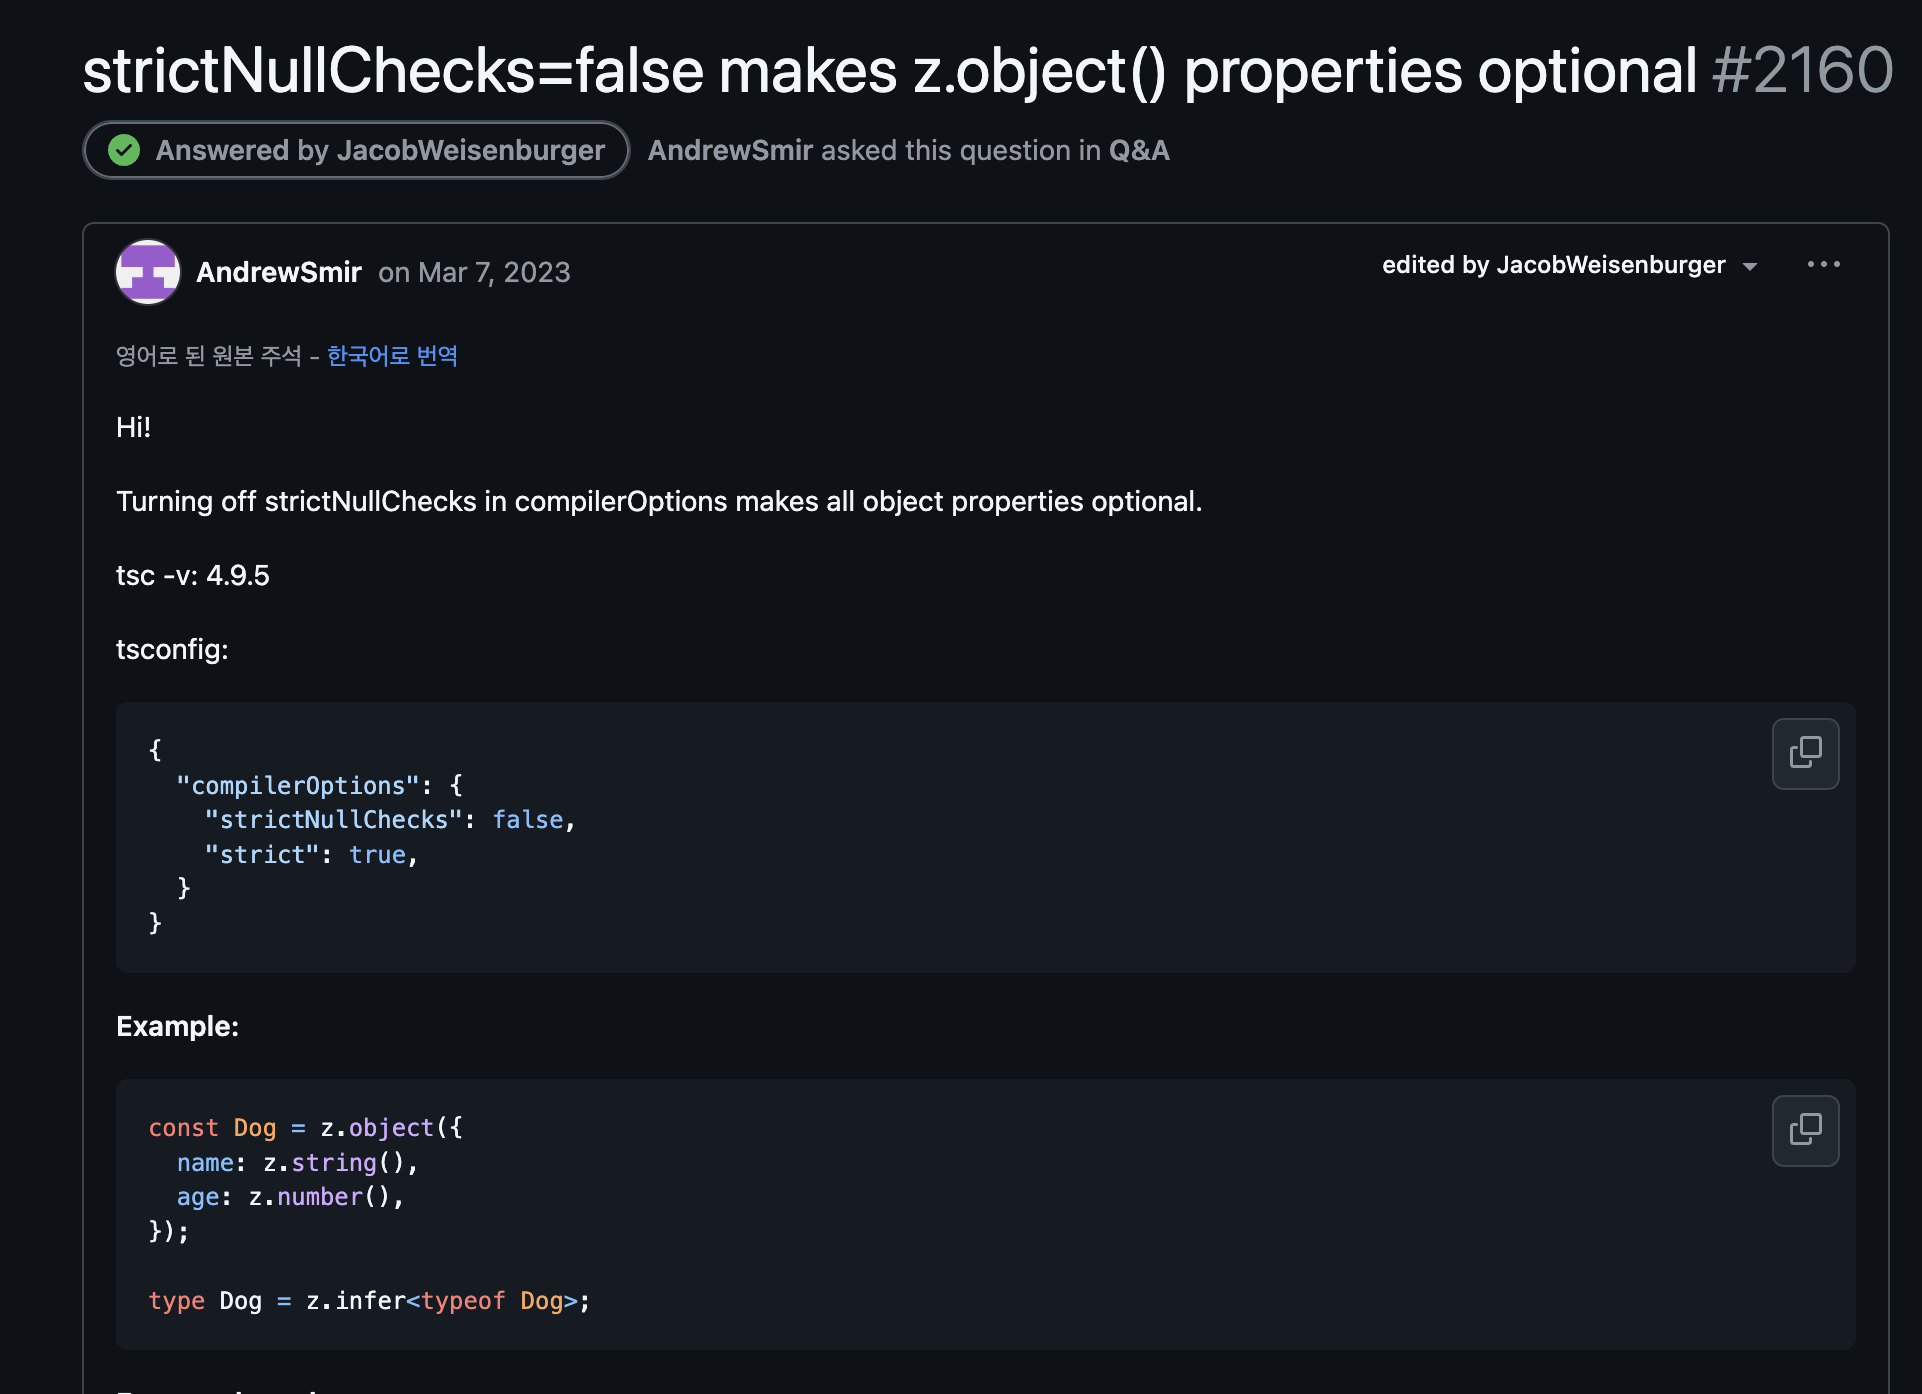 strictNullChecks=false makes z.object() properties optional #2160
Answered by JacobWeisenburger AndrewSmir asked this question in Q&A
AndrewSmir on Mar 7, 2023 edited by JacobWeisenburger
영어로 된 원본 주석 - 한국어로 번역
Hi!
Turning off strictNullChecks in compilerOptions makes all object properties optional.
tsc -v: 4.9.5
tsconfig:
{
  "compilerOptions": {
    "strictNullChecks": false,
    "strict": true,
  }
}
Example:
const Dog = z.object({
  name: z.string(),
  age: z.number(),
});
type Dog = z.infer<typeof Dog>;